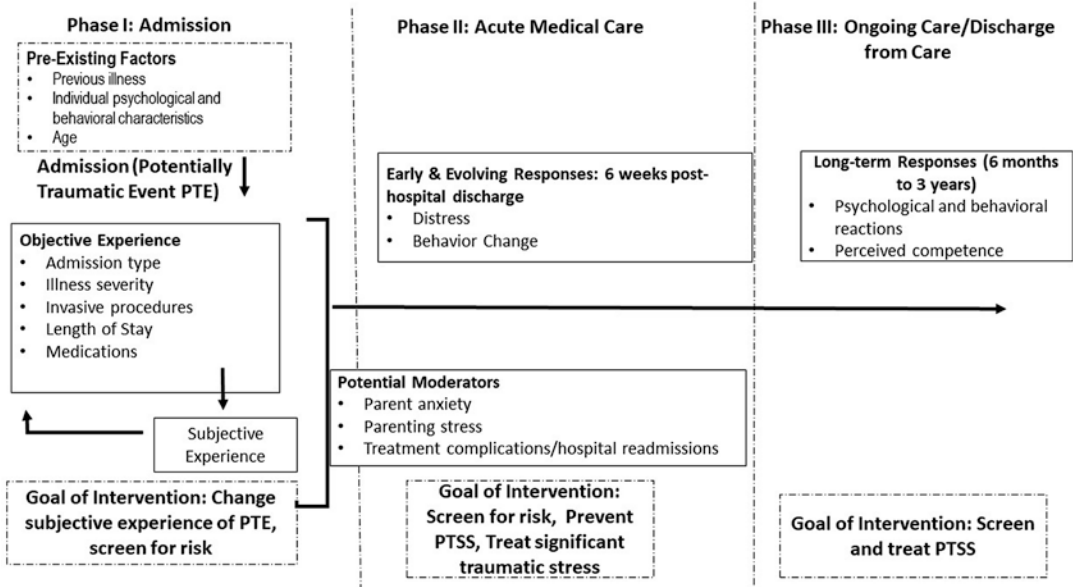 Phase I: Admission
Pre-Existing Factors
• Previous illness
• Individual psychological and
behavioral characteristics
• Age
Admission (Potentially
Traumatic Event PTE)
Objective Experience
• Admission type
• Illness severity
• Invasive procedures
• Length of Stay
• Medications
Subjective
Experience
Goal of Intervention: Change
subjective experience of PTE,
screen for risk
Phase II: Acute Medical Care
Early & Evolving Responses: 6 weeks post-
hospital discharge
• Distress
• Behavior Change
Potential Moderators
• Parent anxiety
• Parenting stress
• Treatment complications/hospital readmissions
Goal of Intervention:
Screen for risk, Prevent
PTSS, Treat significant
traumatic stress
Phase III: Ongoing Care/Discharge
from Care
Long-term Responses (6 months
to 3 years)
• Psychological and behavioral
reactions
• Perceived competence
Goal of Intervention: Screen
and treat PTSS